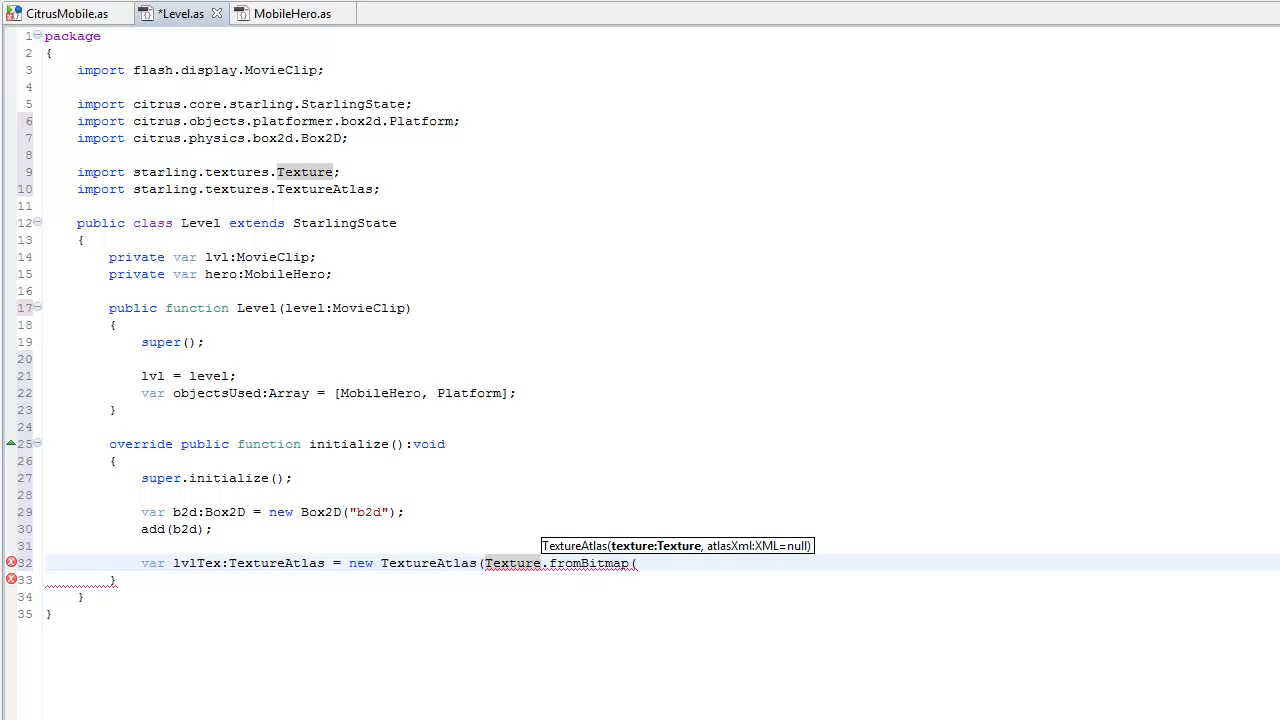 CitrusMobile.as *Level.as MobileHero.as
1 package
2 {
3 import flash.display.MovieClip;
4
5 import citrus.core.starling.StarlingState;
6 import citrus.objects.platformer.box2d.Platform;
7 import citrus.physics.box2d.Box2D;
8
9 import starling.textures.Texture;
10 import starling.textures.TextureAtlas;
11
12 public class Level extends StarlingState
13 {
14 private var lvl:MovieClip;
15 private var hero:MobileHero;
16
17 public function Level(level:MovieClip)
18 {
19 super();
20
21 lvl = level;
22 var objectsUsed:Array = [MobileHero, Platform];
23 }
24
25 override public function initialize():void
26 {
27 super.initialize();
28
29 var b2d:Box2D = new Box2D("b2d");
30 add(b2d);
31
TextureAtlas(texture:Texture, atlasXml:XML=null)
32 var lvlTex:TextureAtlas = new TextureAtlas(Texture.fromBitmap(
33 }
34 }
35 }